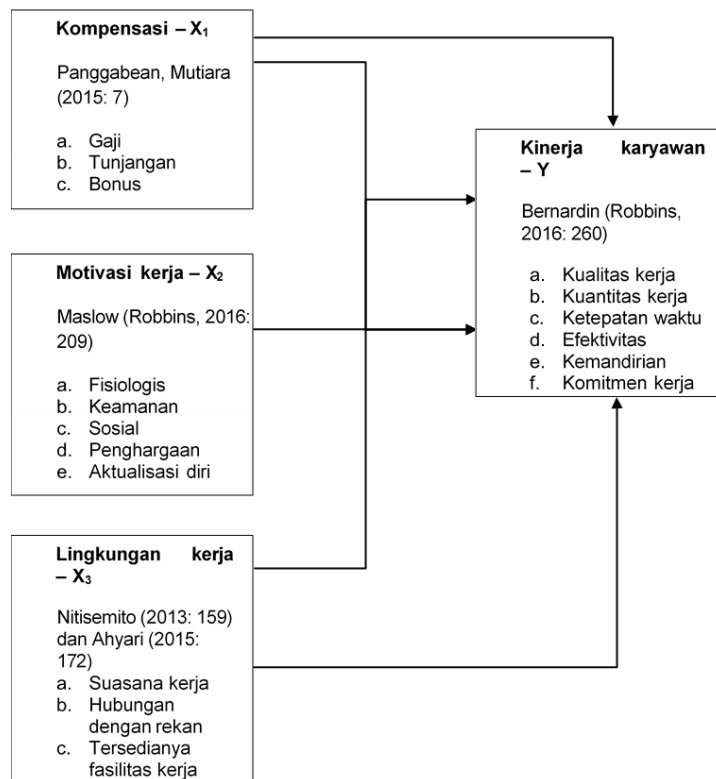 Kompensasi – X₁
Panggabean, Mutiara
(2015: 7)
a. Gaji
b. Tunjangan
c. Bonus
Motivasi kerja – X₂
Maslow (Robbins, 2016:
209)
a. Fisiologis
b. Keamanan
c. Sosial
d. Penghargaan
e. Aktualisasi diri
Lingkungan kerja
– X₃
Nitisemito (2013: 159)
dan Ahyari (2015:
172)
a. Suasana kerja
b. Hubungan
dengan rekan
c. Tersedianya
fasilitas kerja
Kinerja karyawan
– Y
Bernardin (Robbins,
2016: 260)
a. Kualitas kerja
b. Kuantitas kerja
c. Ketepatan waktu
d. Efektivitas
e. Kemandirian
f. Komitmen kerja